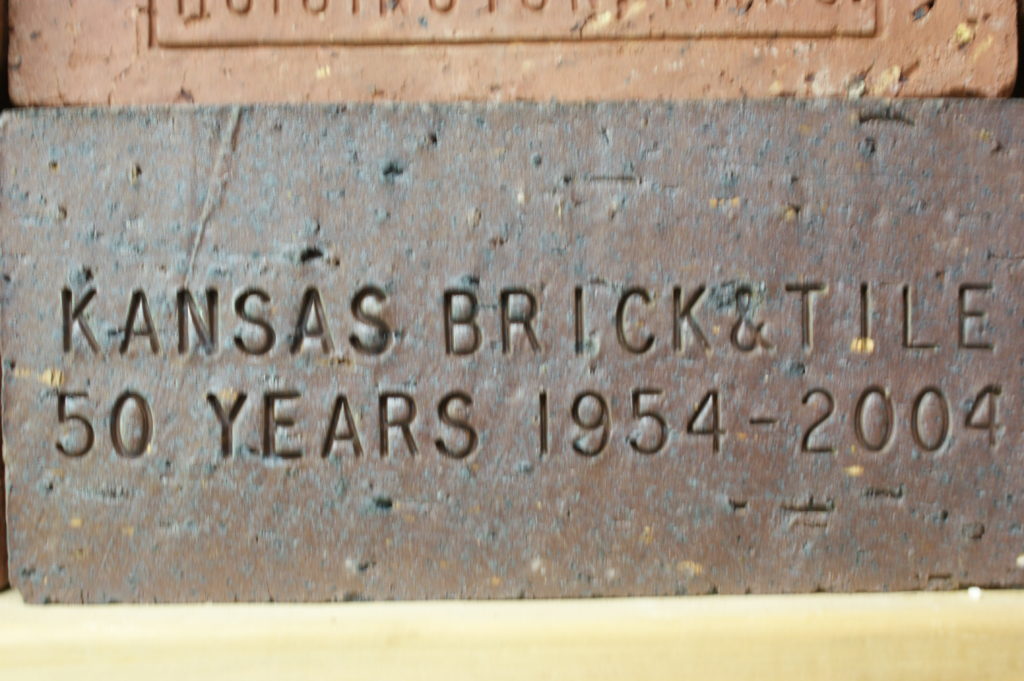 KANSAS BRICK & TILE
50 YEARS 1954-2004